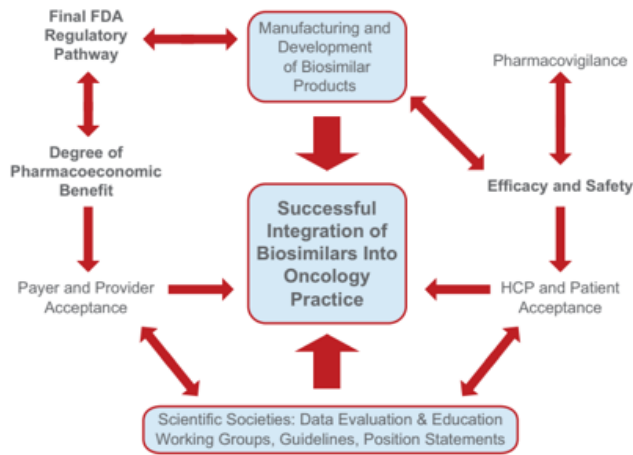 Final FDA
Regulatory
Pathway
Manufacturing and
Development
of Biosimilar
Products
Pharmacovigilance
Degree of
Pharmacoeconomic
Benefit
Successful
Integration of
Biosimilars Into
Oncology
Practice
Efficacy and Safety
Payer and Provider
Acceptance
HCP and Patient
Acceptance
Scientific Societies: Data Evaluation & Education
Working Groups, Guidelines, Position Statements